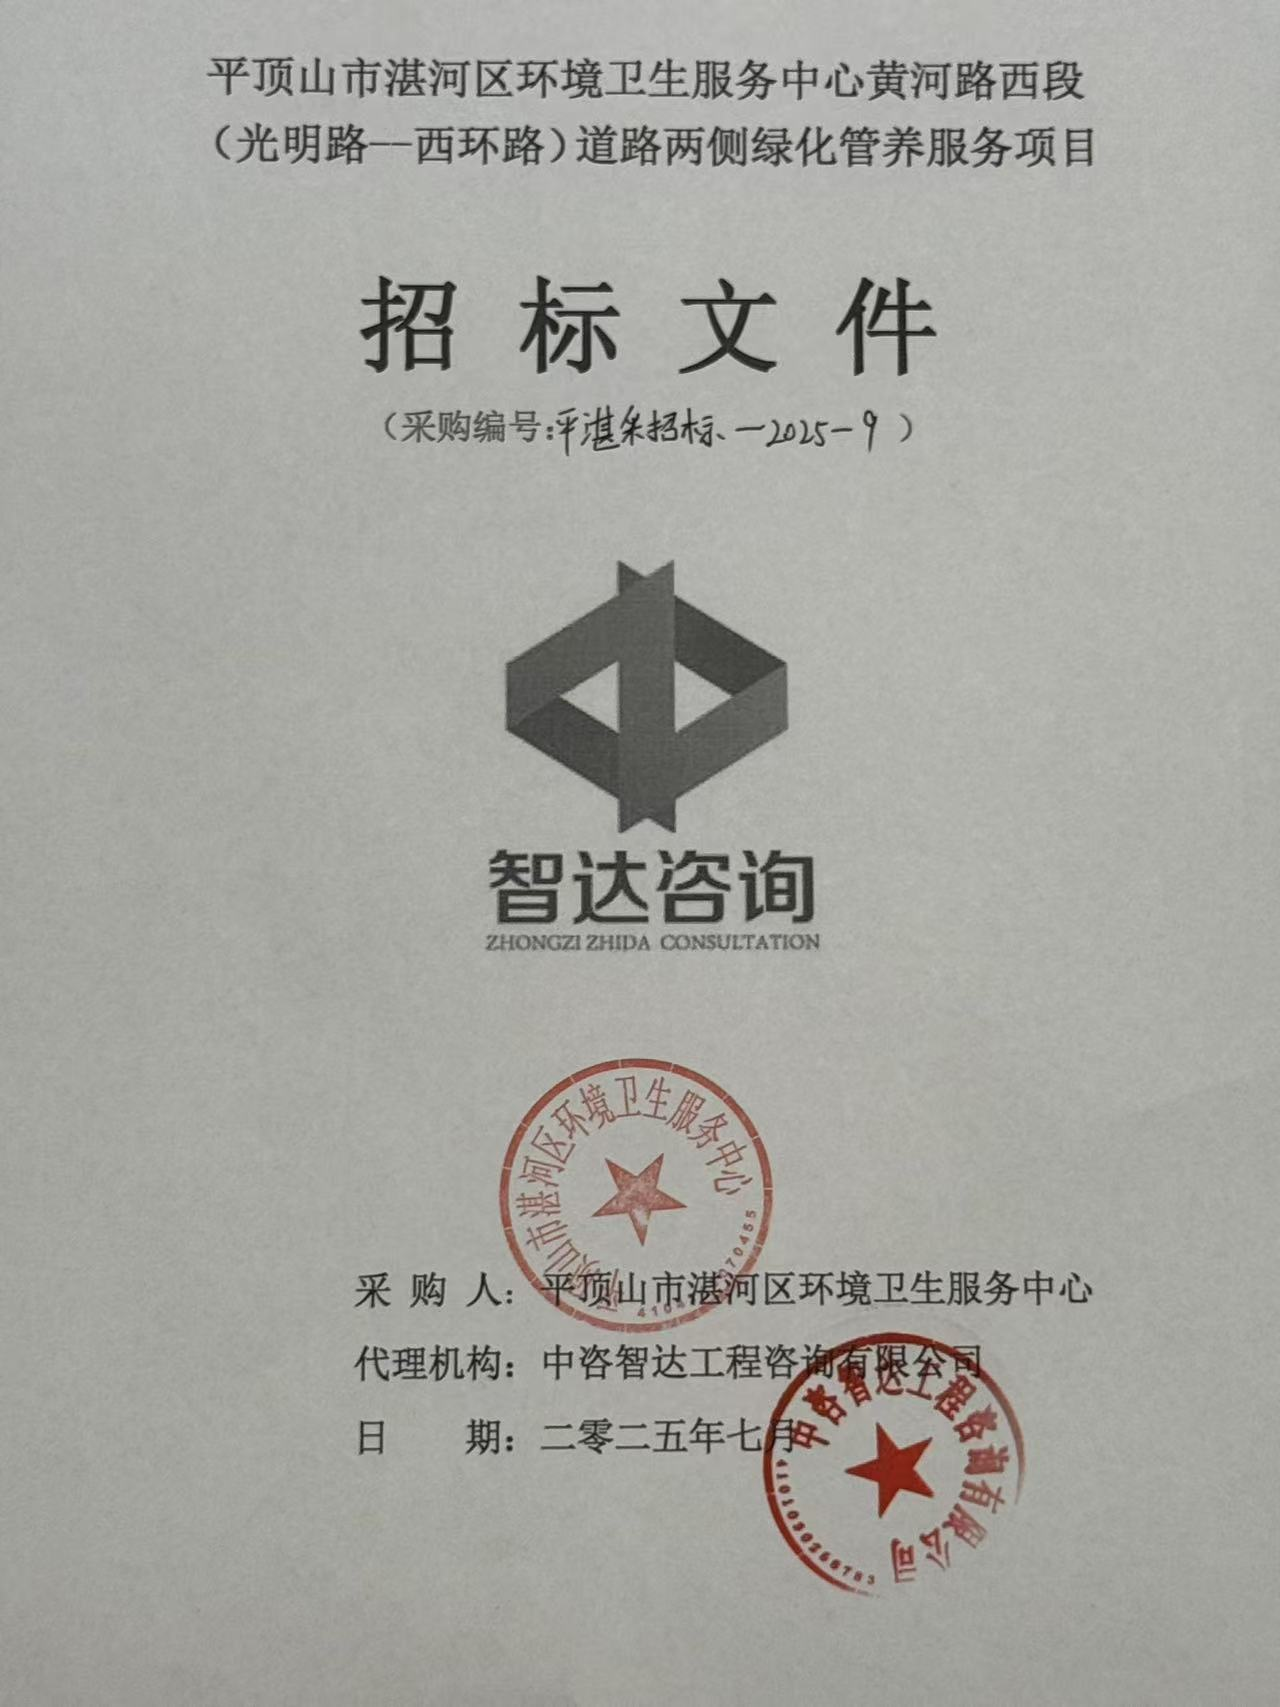 平顶山市湛河区环境卫生服务中心黄河路西段
（光明路—西环路）道路两侧绿化管养服务项目
招标文件
（采购编号：平湛采招标-2025-9）
智达咨询
ZHONGZI ZHIDA CONSULTATION
平顶山市湛河区环境卫生服务中心
采购人：平顶山市湛河区环境卫生服务中心
代理机构：中咨智达工程咨询有限公司
日期：二零二五年七月
中咨智达工程咨询有限公司